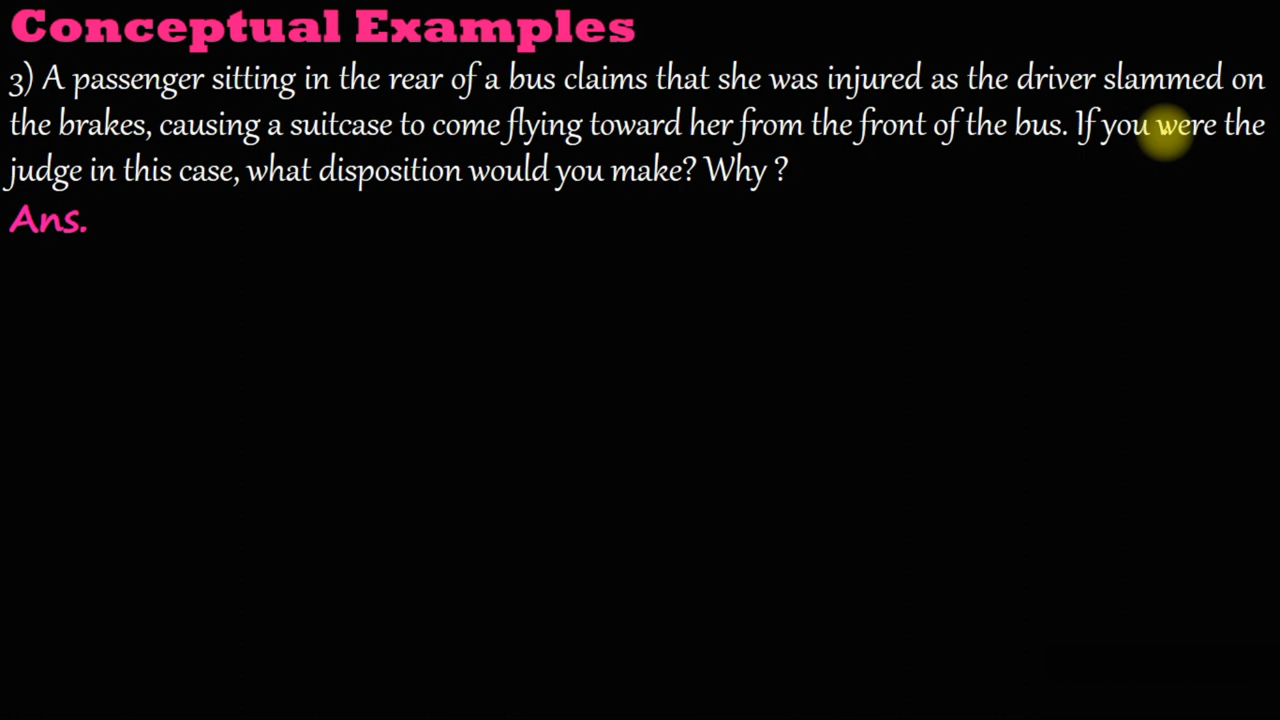 Conceptual Examples
3) A passenger sitting in the rear of a bus claims that she was injured as the driver slammed on
the brakes, causing a suitcase to come flying toward her from the front of the bus. If you were the
judge in this case, what disposition would you make? Why ?
Ans.